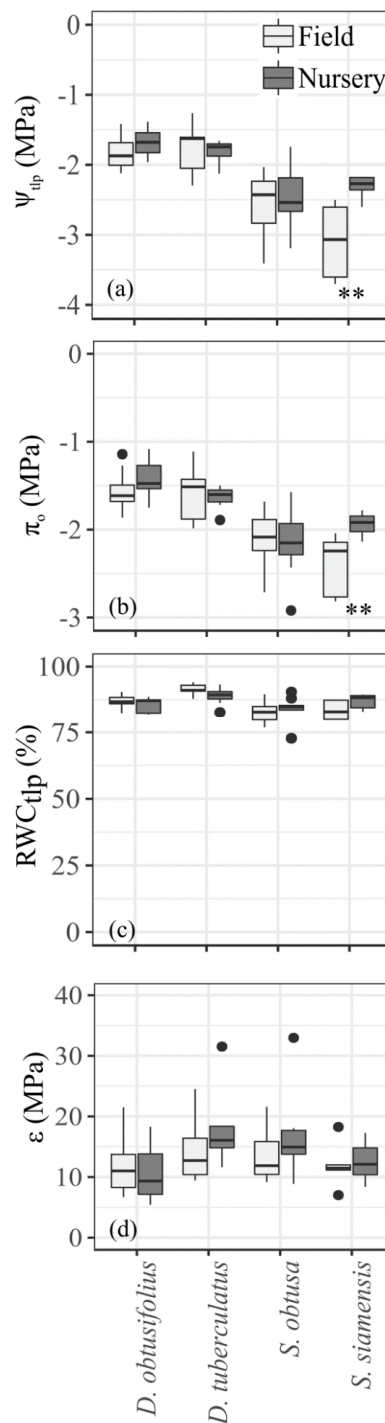 Field
Nursery
Ψtlp (MPa)
0
-1
-2
-3
-4
(a)
**
πo (MPa)
0
-1
-2
-3
(b)
**
RWCtlp (%)
100
75
50
25
0
(c)
ε (MPa)
40
30
20
10
0
(d)
D. obtusifolius
D. tuberculatus
S. obtusa
S. siamensis